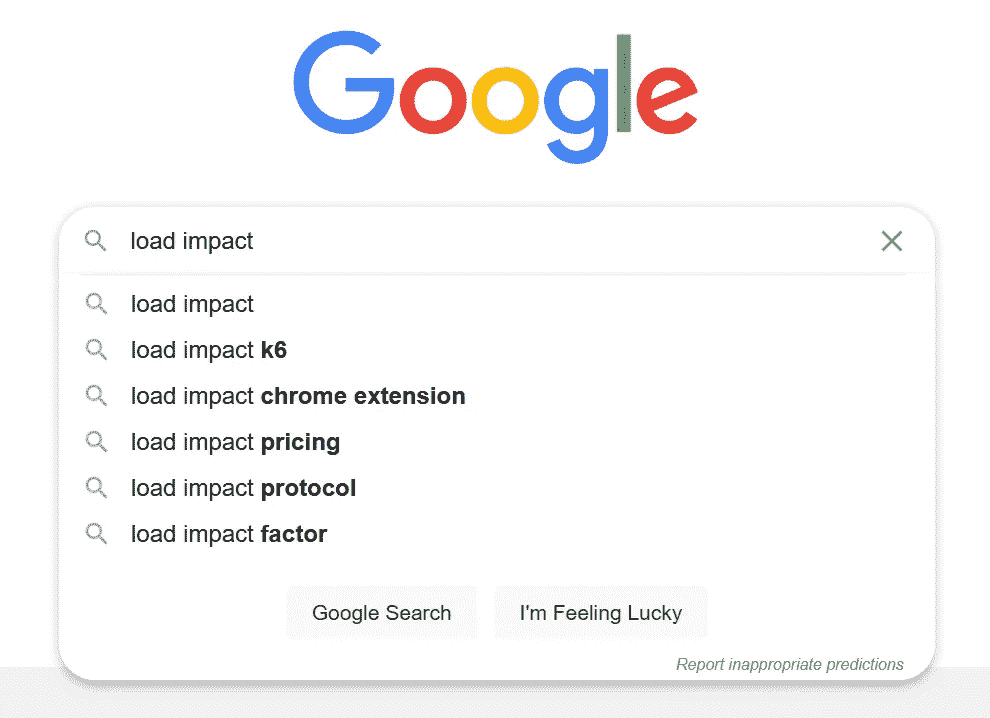 Google
load impact
load impact
load impact k6
load impact chrome extension
load impact pricing
load impact protocol
load impact factor
Google Search
I'm Feeling Lucky
Report inappropriate predictions